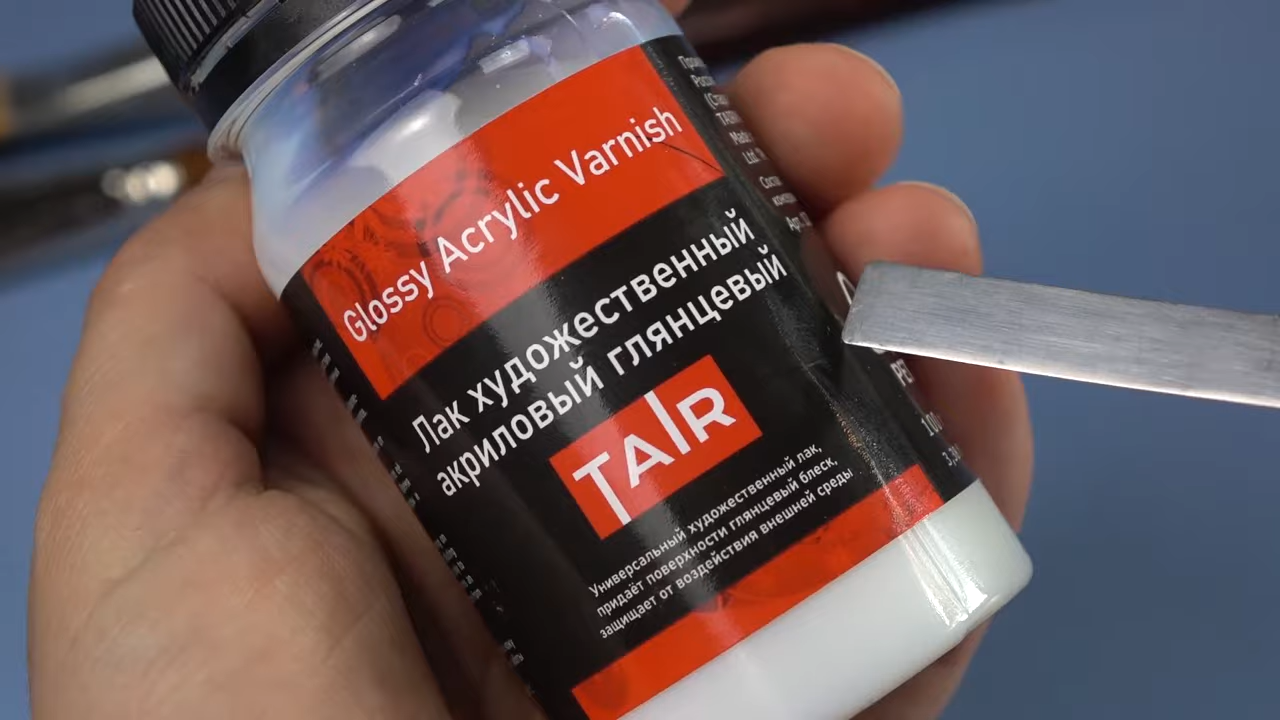 Glossy Acrylic Varnish
Лак художественный
акриловый глянцевый
TAIR
Универсальный художественный лак,
придаёт поверхности глянцевый блеск,
защищает от воздействия внешней среды